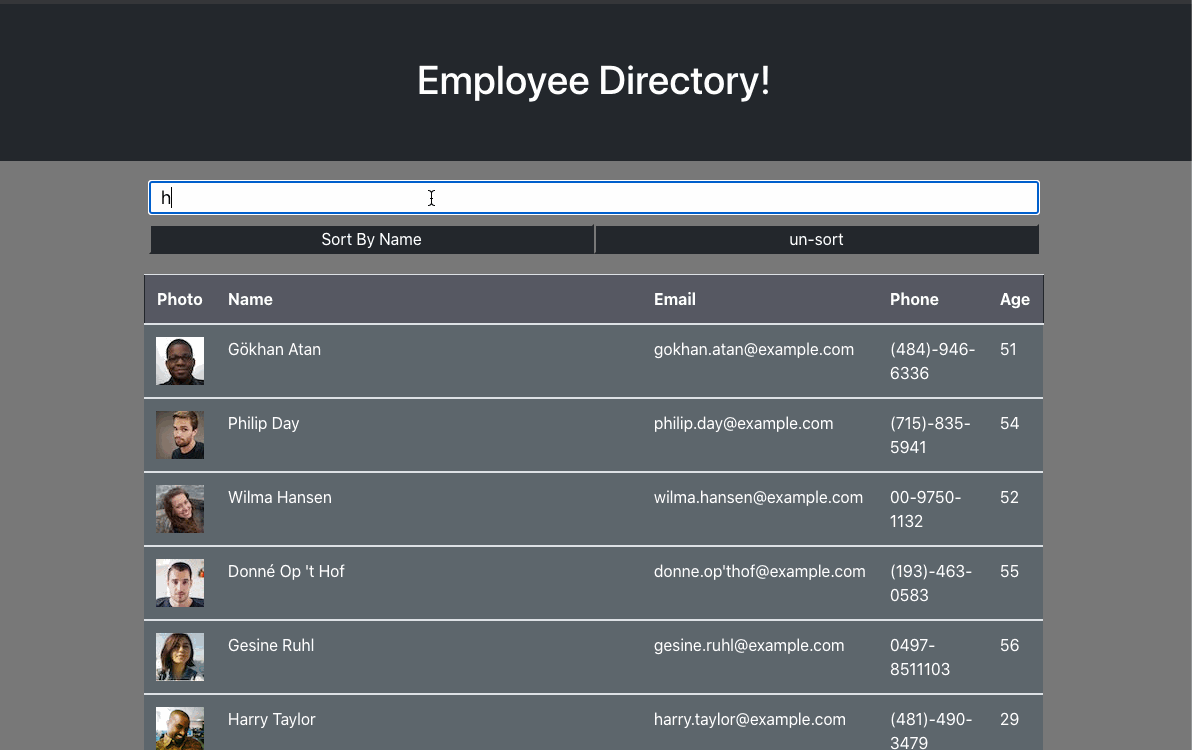 Employee Directory!
h
Sort By Name un-sort
Photo Name Email Phone Age
Gökhan Atan gokhan.atan@example.com (484)-946- 51
6336
Philip Day philip.day@example.com (715)-835- 54
5941
Wilma Hansen wilma.hansen@example.com 00-9750- 52
1132
Donné Op 't Hof donne.op'thof@example.com (193)-463- 55
0583
Gesine Ruhl gesine.ruhl@example.com 0497- 56
8511103
Harry Taylor harry.taylor@example.com (481)-490- 29
3479